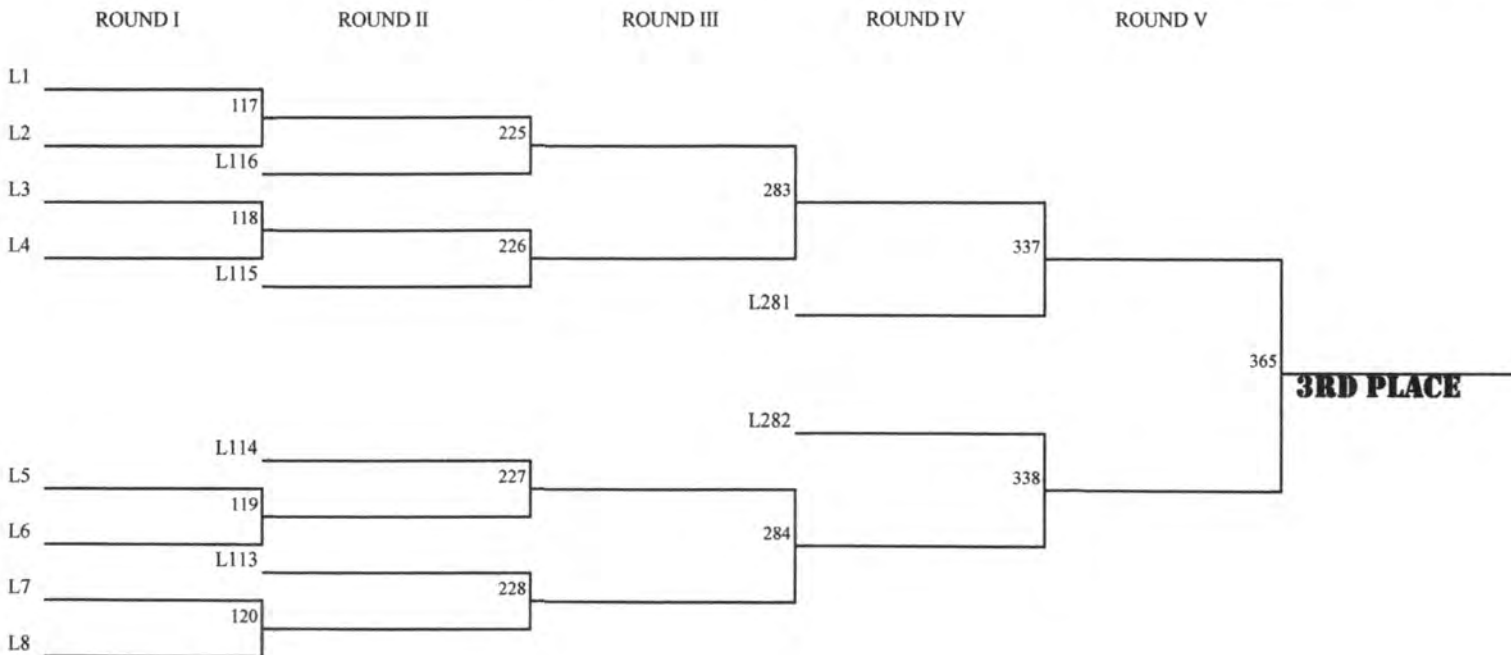 ROUND I ROUND II ROUND III ROUND IV ROUND V
L1
117
L2
225
L116
L3
283
118
L4
226
337
L115
L281
365
3RD PLACE
L282
L114
L5
227
338
119
L6
284
L113
L7
228
120
L8